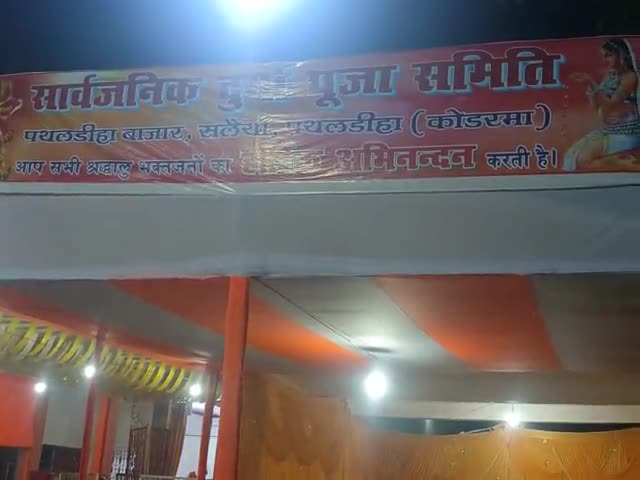 सार्वजनिक दुर्गा पूजा समिति
पथलडीहा बाजार, सलैया, पथलडीहा (कोडरमा)
आप सभी श्रद्धालु भक्तजनों का अभिनन्दन करती है।